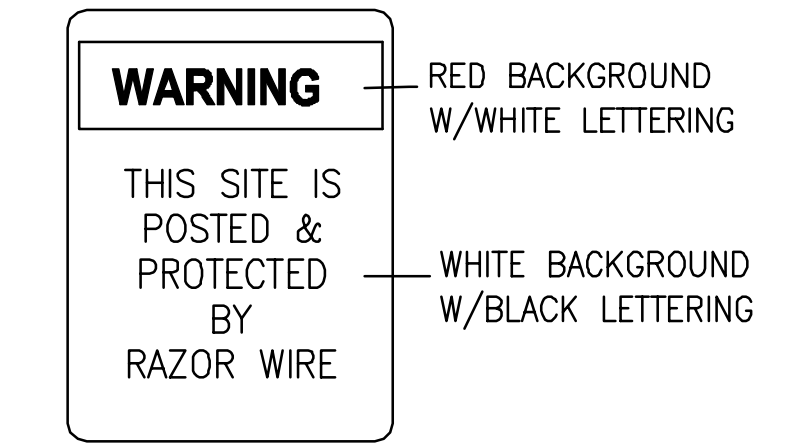 WARNING
RED BACKGROUND
W/WHITE LETTERING
THIS SITE IS
POSTED &
PROTECTED
BY
RAZOR WIRE
WHITE BACKGROUND
W/BLACK LETTERING